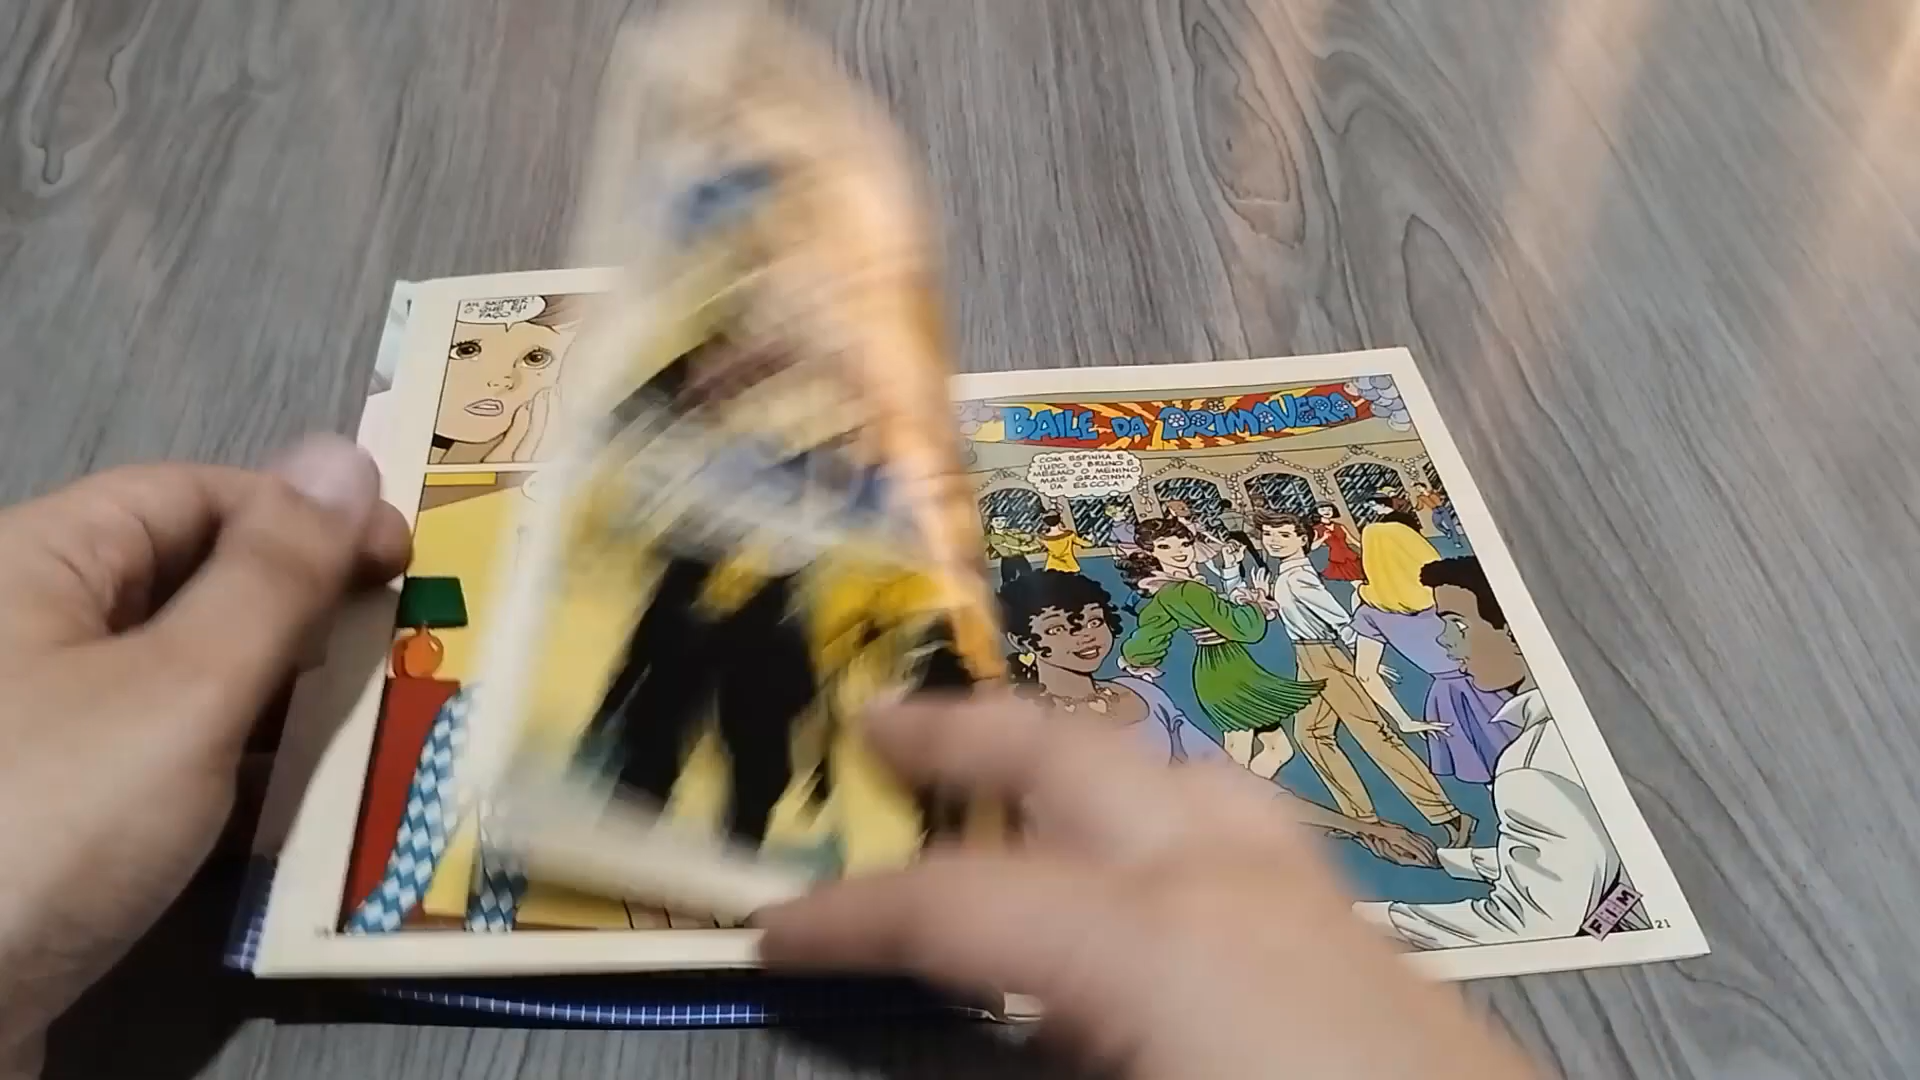 AH, SKIPPER!
O QUE EU
FAÇO?
BAILE DA PRIMAVERA
COM ESPINHA E
TUDO, O BRUNO É
MESMO O MENINO
MAIS GRACINHA
DA ESCOLA!
FIM
21